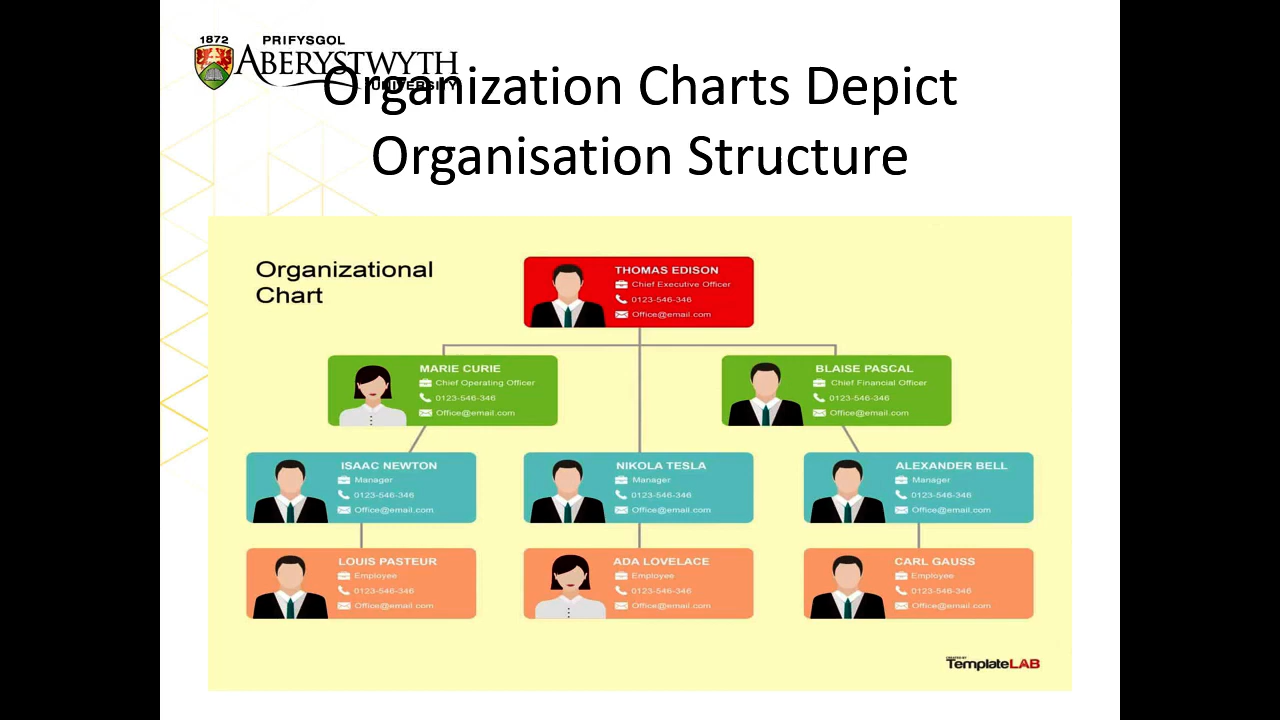 1872 PRIFYSGOL
ABERYSTWYTH
UNIVERSITY
Organization Charts Depict
Organisation Structure
Organizational
Chart
THOMAS EDISON
Chief Executive Officer
0123-546-346
Office@email.com
MARIE CURIE
Chief Operating Officer
0123-546-346
Office@email.com
BLAISE PASCAL
Chief Financial Officer
0123-546-346
Office@email.com
ISAAC NEWTON
Manager
0123-546-346
Office@email.com
NIKOLA TESLA
Manager
0123-546-346
Office@email.com
ALEXANDER BELL
Manager
0123-546-346
Office@email.com
LOUIS PASTEUR
Employee
0123-546-346
Office@email.com
ADA LOVELACE
Employee
0123-546-346
Office@email.com
CARL GAUSS
Employee
0123-546-346
Office@email.com
CREATED BY
TemplateLAB